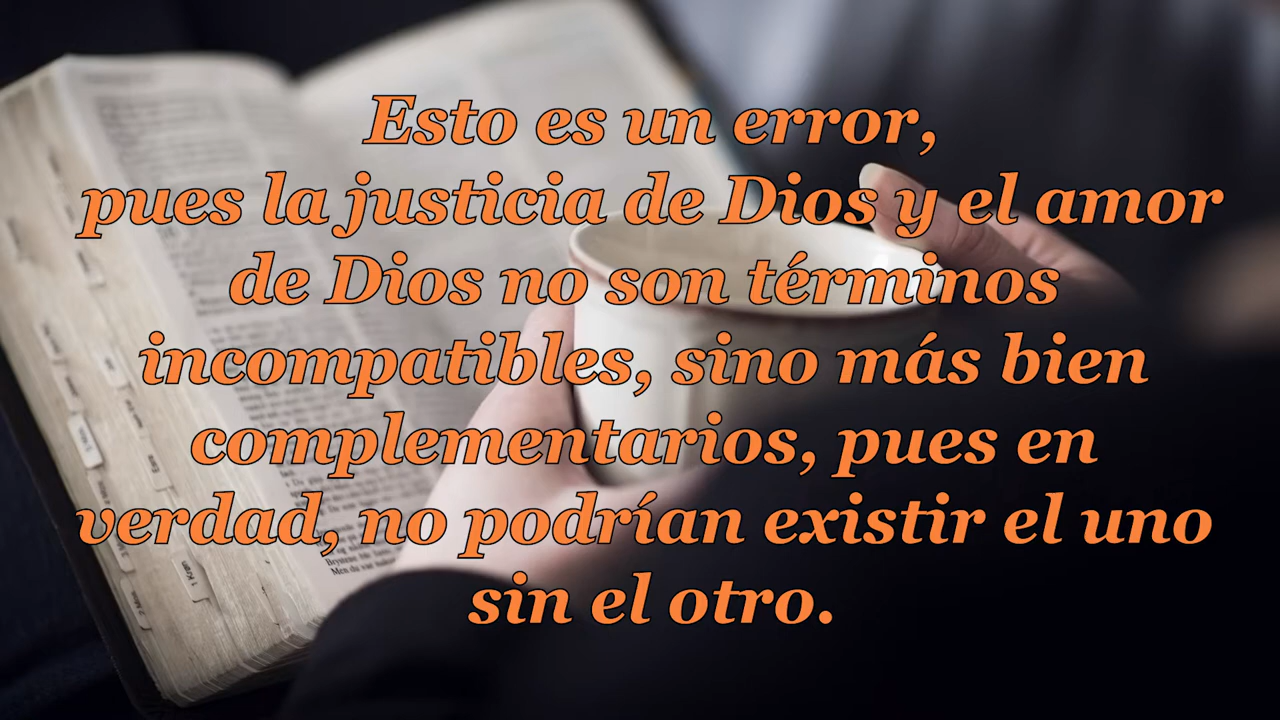 Esto es un error,
pues la justicia de Dios y el amor
de Dios no son términos
incompatibles, sino más bien
complementarios, pues en
verdad, no podrían existir el uno
sin el otro.